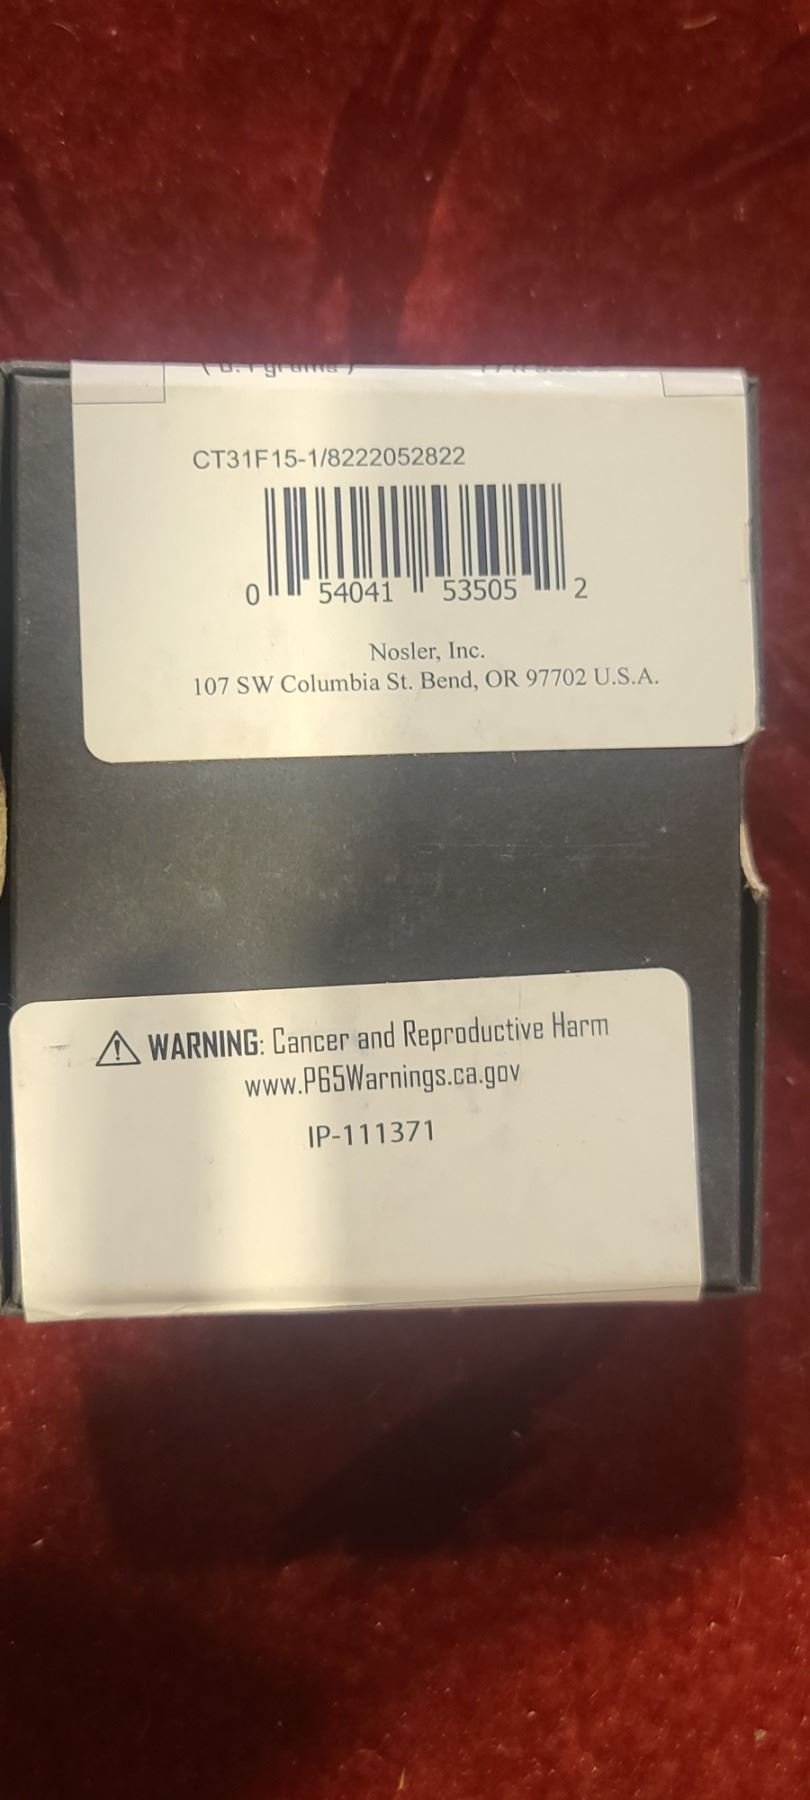 CT31F15-1/8222052822
0 54041 53505 2
Nosler, Inc.
107 SW Columbia St. Bend, OR 97702 U.S.A.
WARNING: Cancer and Reproductive Harm
www.P65Warnings.ca.gov
IP-111371